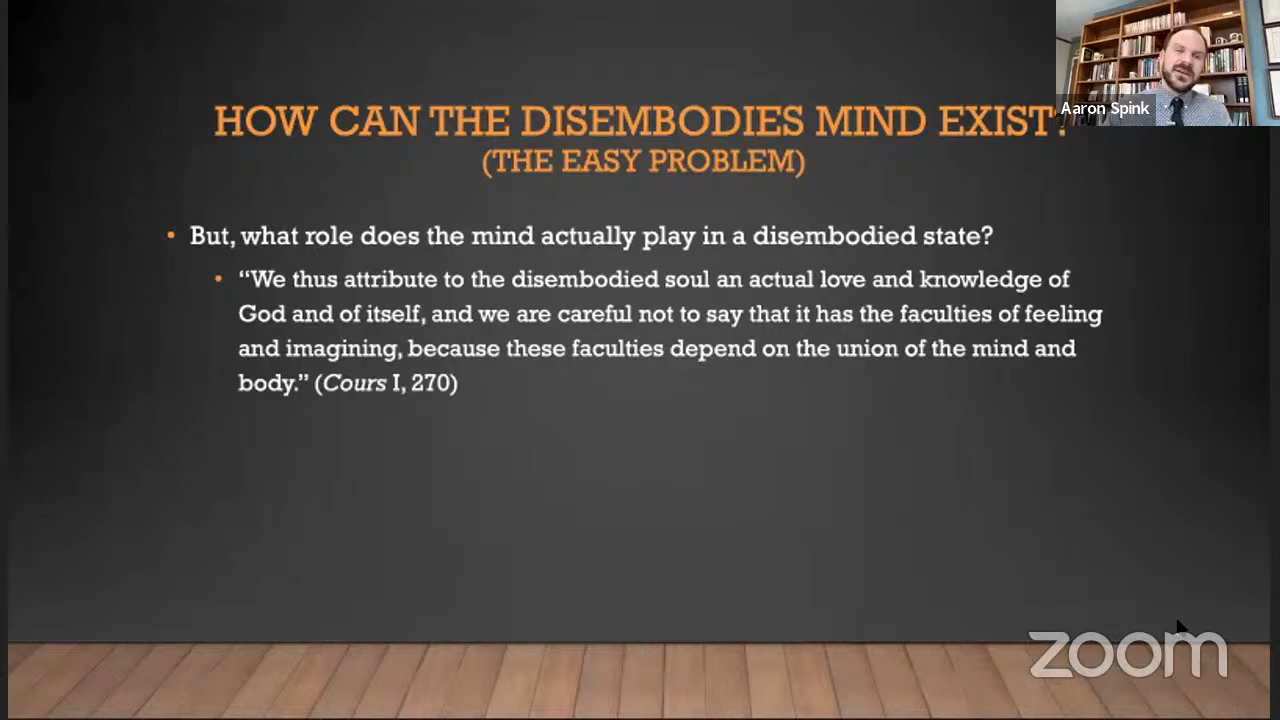 HOW CAN THE DISEMBODIES MIND EXIST?
(THE EASY PROBLEM)
Aaron Spink
• But, what role does the mind actually play in a disembodied state?
• “We thus attribute to the disembodied soul an actual love and knowledge of
God and of itself, and we are careful not to say that it has the faculties of feeling
and imagining, because these faculties depend on the union of the mind and
body.” (Cours I, 270)
zoom